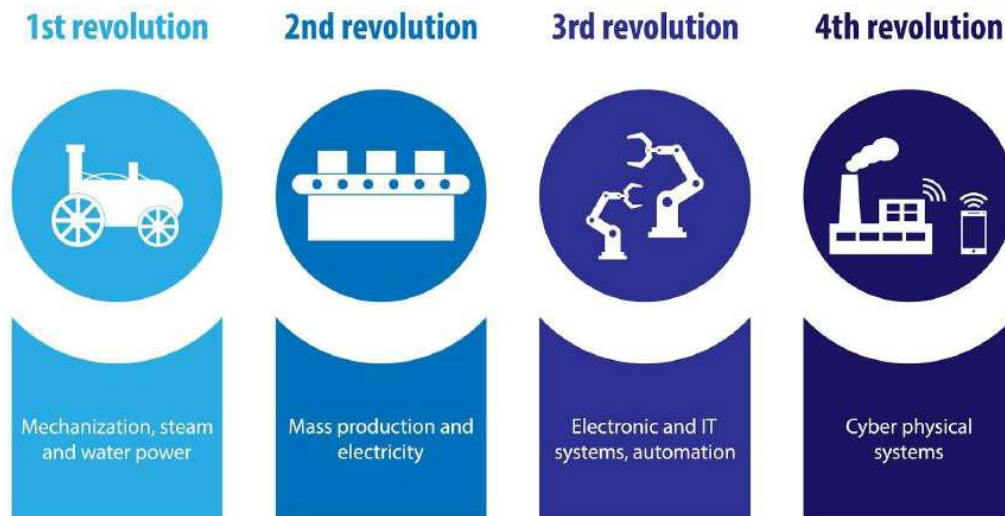 1st revolution
2nd revolution
3rd revolution
4th revolution
Mechanization, steam
and water power
Mass production and
electricity
Electronic and IT
systems, automation
Cyber physical
systems